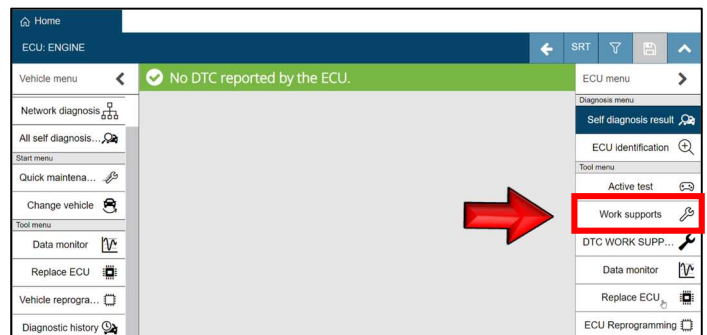 Home
ECU: ENGINE
SRT
Vehicle menu
No DTC reported by the ECU.
ECU menu
Network diagnosis
All self diagnosis...
Start menu
Quick maintena...
Change vehicle
Tool menu
Data monitor
Replace ECU
Vehicle reprogra...
Diagnostic history
Diagnosis menu
Self diagnosis result
ECU identification
Tool menu
Active test
Work supports
DTC WORK SUPP...
Data monitor
Replace ECU
ECU Reprogramming